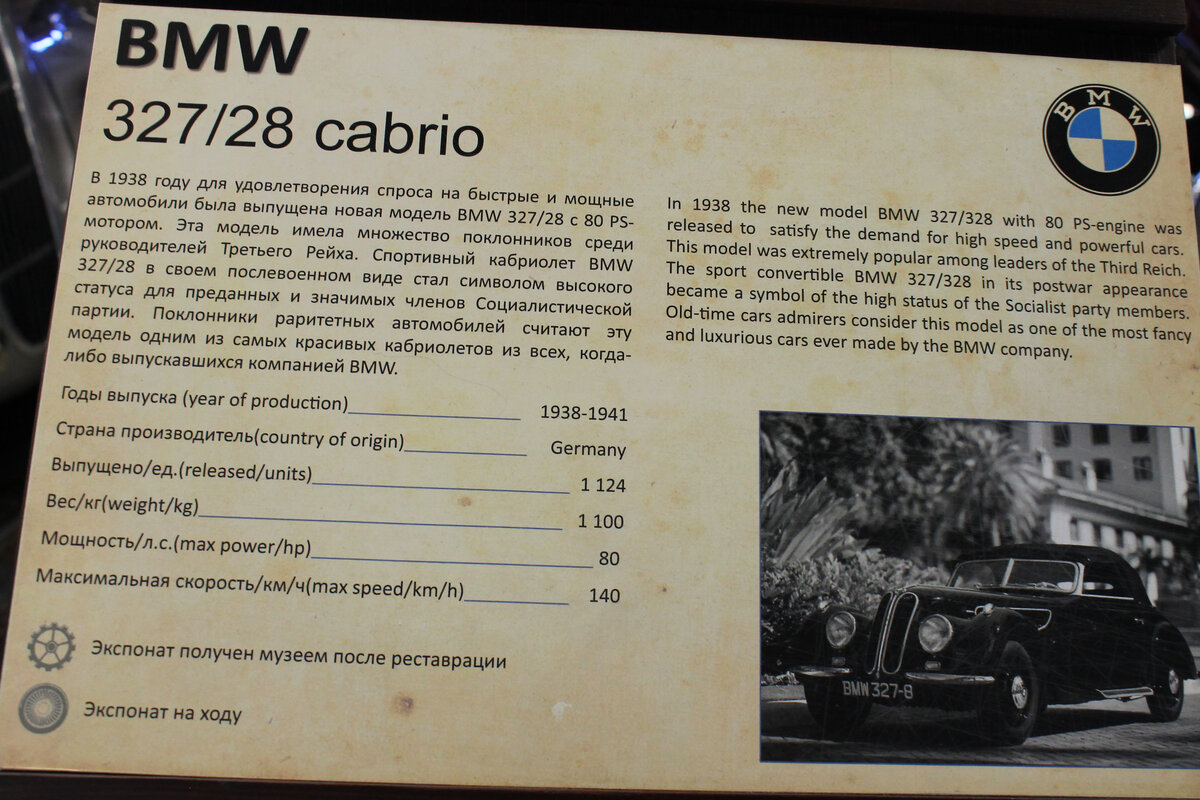 BMW
327/28 cabrio
BMW
В 1938 году для удовлетворения спроса на быстрые и мощные
автомобили была выпущена новая модель BMW 327/28 с 80 PS-
мотором. Эта модель имела множество поклонников среди
руководителей Третьего Рейха. Спортивный кабриолет BMW
327/28 в своем послевоенном виде стал символом высокого
статуса для преданных и значимых членов Социалистической
партии. Поклонники раритетных автомобилей считают эту
модель одним из самых красивых кабриолетов из всех, когда-
либо выпускавшихся компанией BMW.
In 1938 the new model BMW 327/328 with 80 PS-engine was
released to satisfy the demand for high speed and powerful cars.
This model was extremely popular among leaders of the Third Reich.
The sport convertible BMW 327/328 in its postwar appearance
became a symbol of the high status of the Socialist party members.
Old-time cars admirers consider this model as one of the most fancy
and luxurious cars ever made by the BMW company.
Годы выпуска (year of production) 1938-1941
Страна производитель(country of origin) Germany
Выпущено/ед.(released/units) 1 124
Вес/кг(weight/kg) 1 100
Мощность/л.с.(max power/hp) 80
Максимальная скорость/км/ч(max speed/km/h) 140
Экспонат получен музеем после реставрации
Экспонат на ходу
BMW 327-8